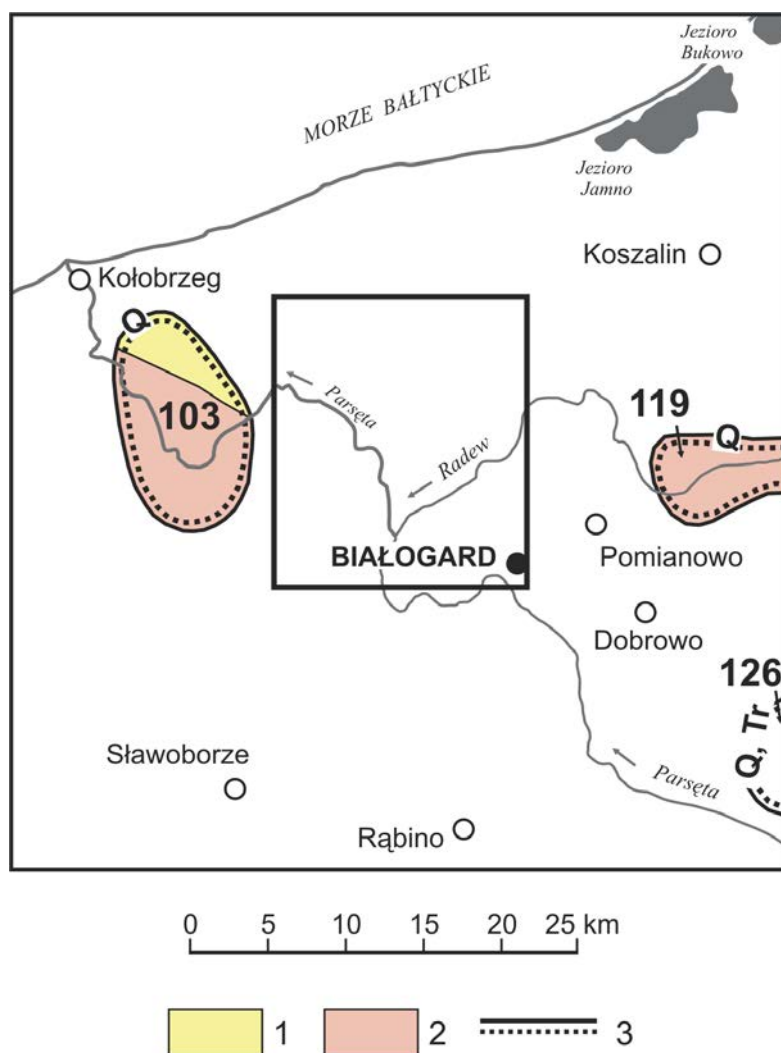 Jezioro
Bukowo
MORZE BAŁTYCKIE
Jezioro
Jamno
Koszalin
Kołobrzeg
Q
Parsęta
103
119
Q
Radew
BIAŁOGARD
Pomianowo
Dobrowo
126
Q, Tr
Sławoborze
Parsęta
Rąbino
0 5 10 15 20 25 km
1 2 3